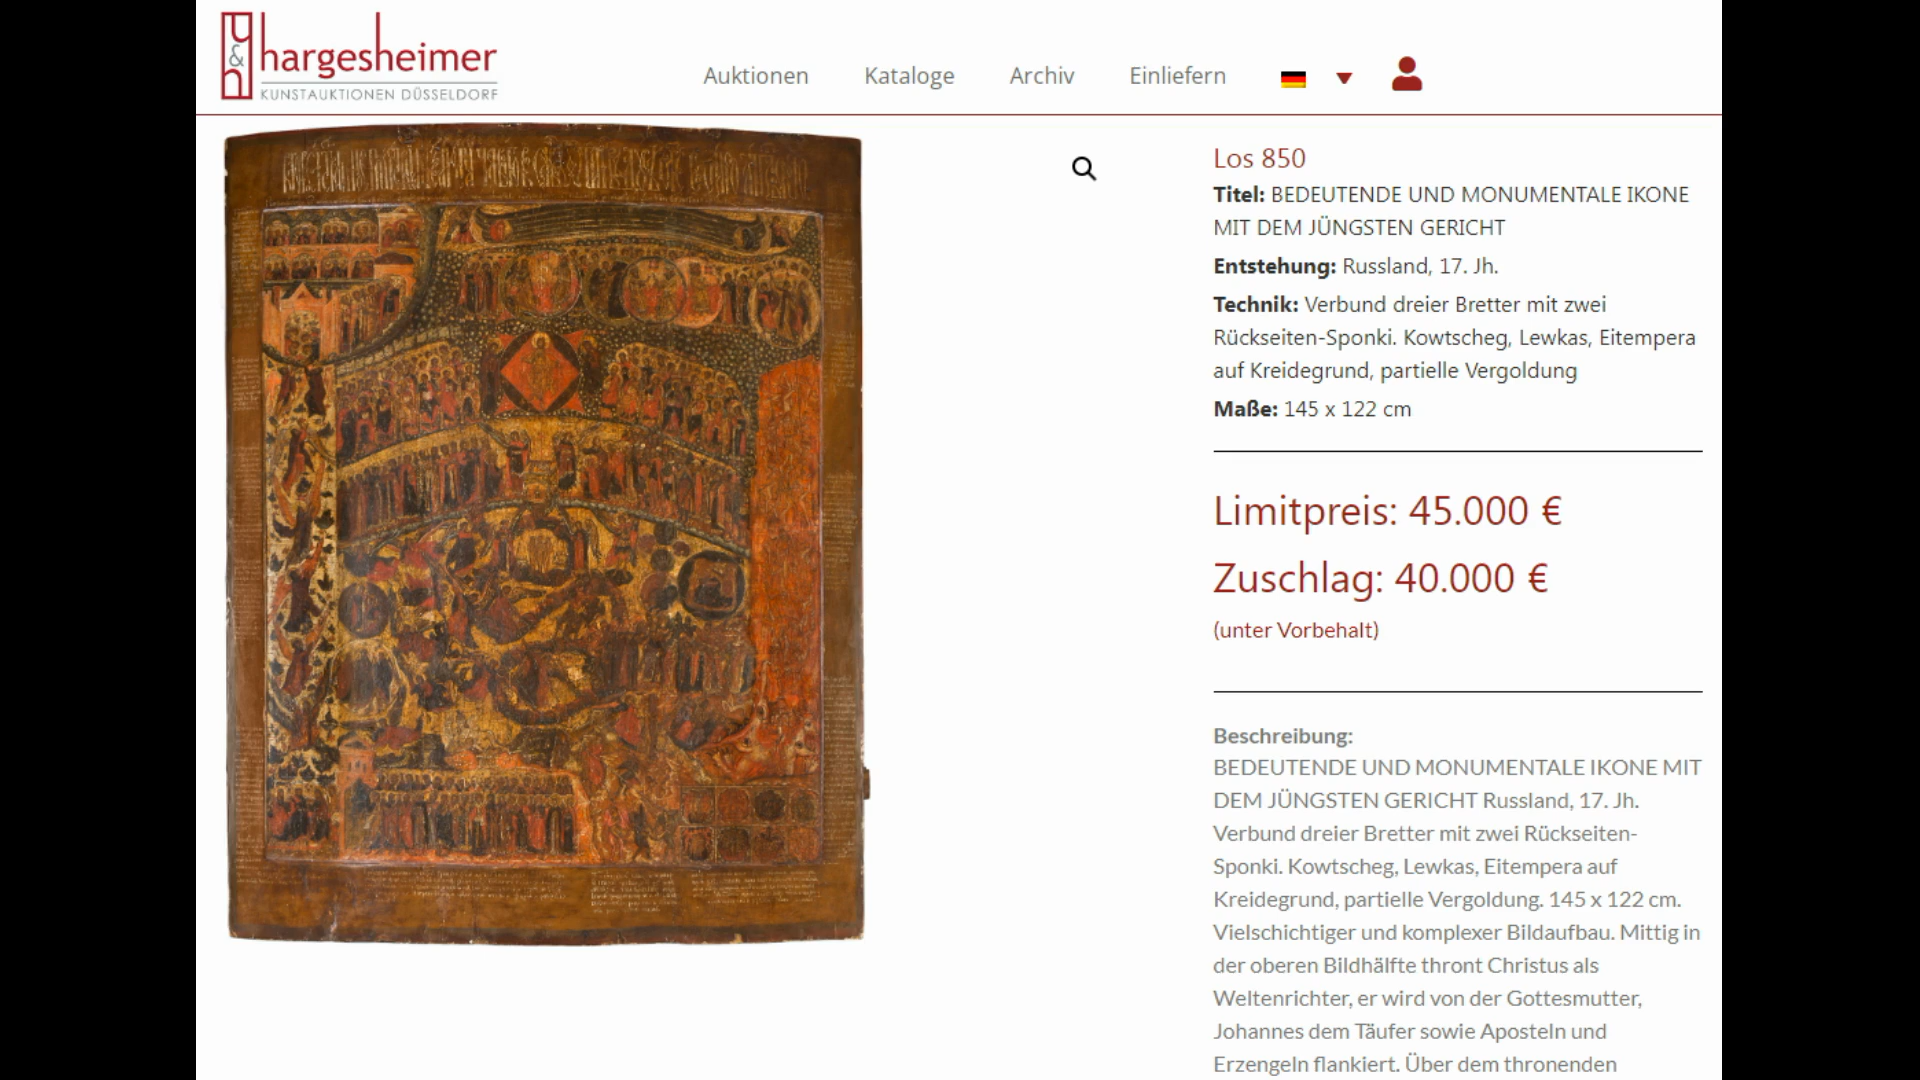 h&h
hargesheimer
KUNSTAUKTIONEN DÜSSELDORF
Auktionen
Kataloge
Archiv
Einliefern
Los 850
Titel: BEDEUTENDE UND MONUMENTALE IKONE
MIT DEM JÜNGSTEN GERICHT
Entstehung: Russland, 17. Jh.
Technik: Verbund dreier Bretter mit zwei
Rückseiten-Sponki. Kowtscheg, Lewkas, Eitempera
auf Kreidegrund, partielle Vergoldung
Maße: 145 x 122 cm
Limitpreis: 45.000 €
Zuschlag: 40.000 €
(unter Vorbehalt)
Beschreibung:
BEDEUTENDE UND MONUMENTALE IKONE MIT
DEM JÜNGSTEN GERICHT Russland, 17. Jh.
Verbund dreier Bretter mit zwei Rückseiten-
Sponki. Kowtscheg, Lewkas, Eitempera auf
Kreidegrund, partielle Vergoldung. 145 x 122 cm.
Vielschichtiger und komplexer Bildaufbau. Mittig in
der oberen Bildhälfte thront Christus als
Weltenrichter, er wird von der Gottesmutter,
Johannes dem Täufer sowie Aposteln und
Erzengeln flankiert. Über dem thronenden